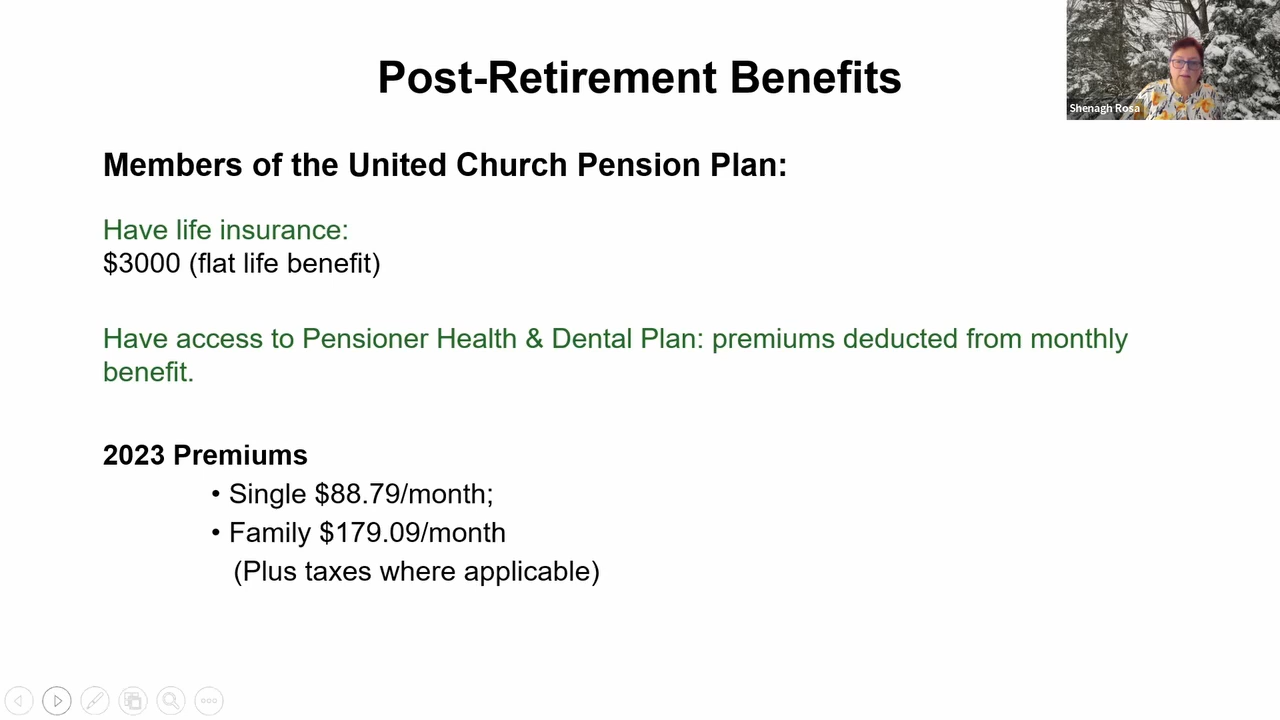 Post-Retirement Benefits
Shenagh Rosa
Members of the United Church Pension Plan:
Have life insurance:
$3000 (flat life benefit)
Have access to Pensioner Health & Dental Plan: premiums deducted from monthly
benefit.
2023 Premiums
• Single $88.79/month;
• Family $179.09/month
(Plus taxes where applicable)